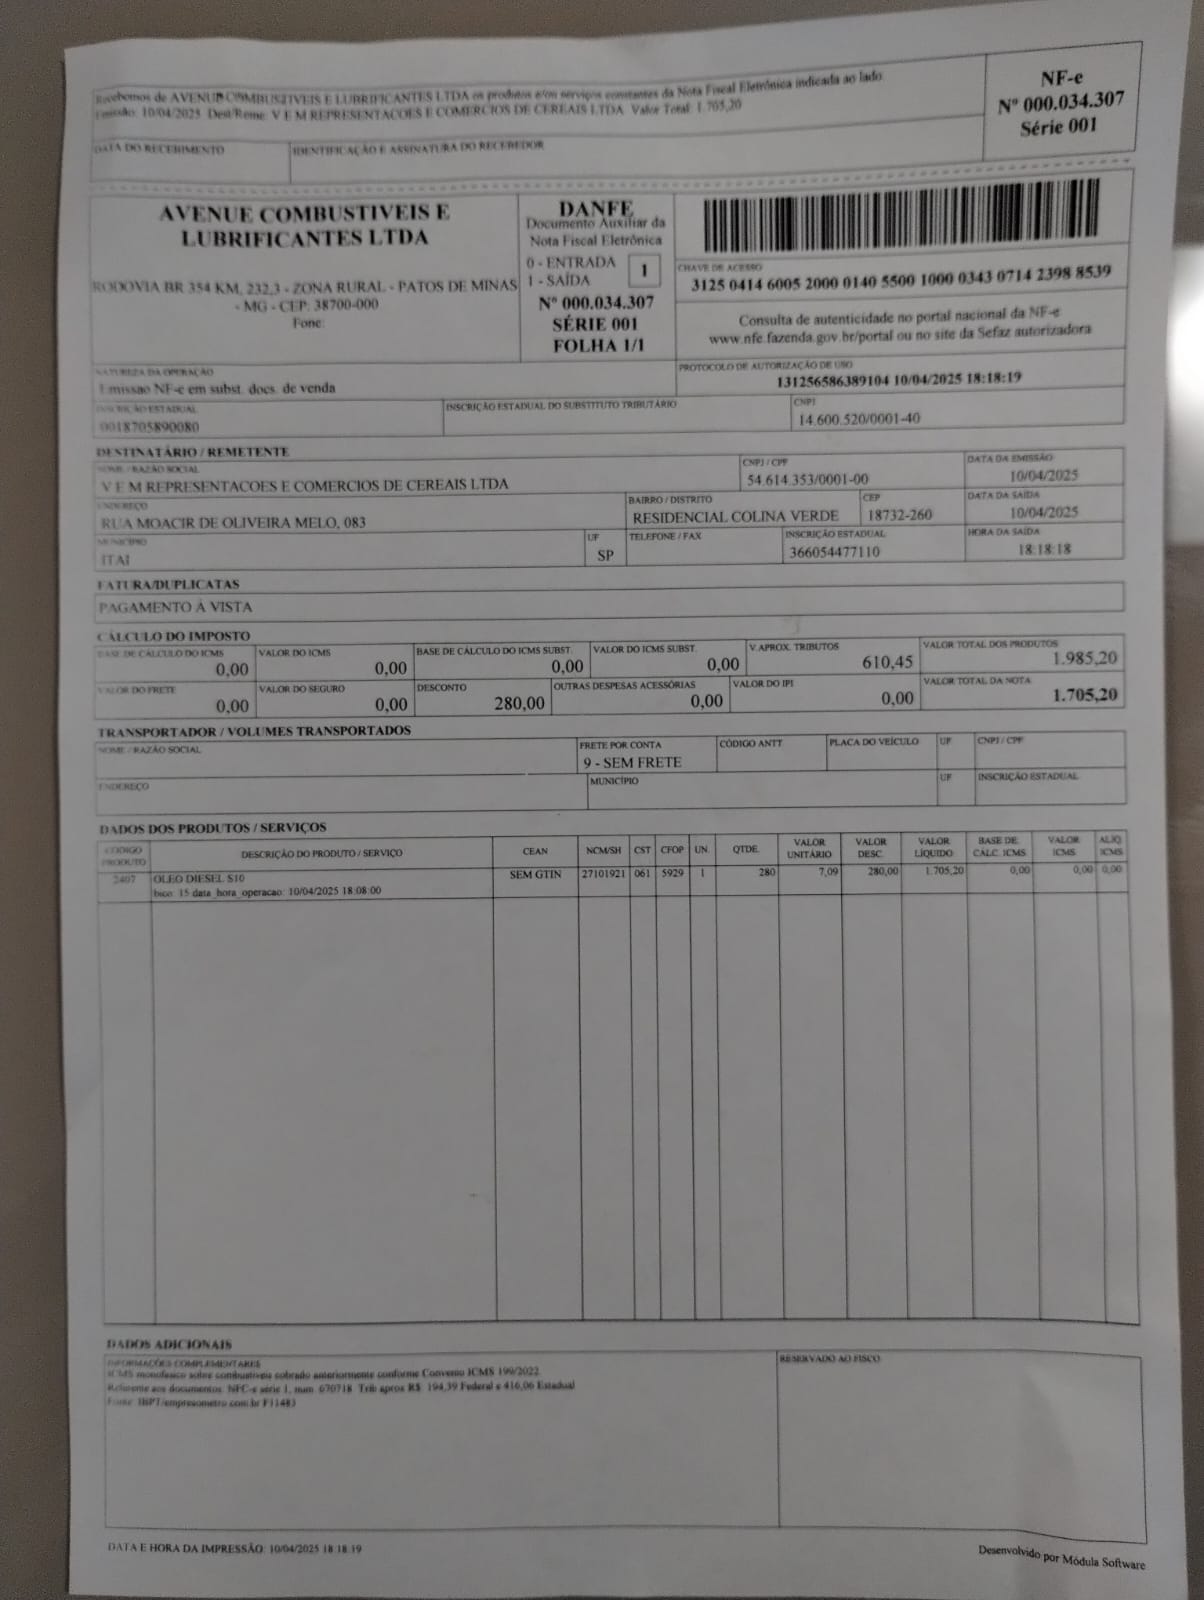 Recebemos de AVENUE COMBUSTIVEIS E LUBRIFICANTES LTDA os produtos e/ou serviços constantes da Nota Fiscal Eletrônica indicada ao lado
Emissão: 10/04/2025 Dest/Reme: V E M REPRESENTACOES E COMERCIOS DE CEREAIS LTDA Valor Total: 1.705,20
DATA DO RECEBIMENTO
IDENTIFICAÇÃO E ASSINATURA DO RECEBEDOR
NF-e
Nº 000.034.307
Série 001
AVENUE COMBUSTIVEIS E
LUBRIFICANTES LTDA
RODOVIA BR 354 KM, 232,3 - ZONA RURAL - PATOS DE MINAS
- MG - CEP: 38700-000
Fone:
DANFE
Documento Auxiliar da
Nota Fiscal Eletrônica
0 - ENTRADA
1 - SAÍDA
1
Nº 000.034.307
SÉRIE 001
FOLHA 1/1
CHAVE DE ACESSO
3125 0414 6005 2000 0140 5500 1000 0343 0714 2398 8539
Consulta de autenticidade no portal nacional da NF-e
www.nfe.fazenda.gov.br/portal ou no site da Sefaz autorizadora
NATUREZA DA OPERAÇÃO
Emissao NF-e em subst. docs. de venda
PROTOCOLO DE AUTORIZAÇÃO DE USO
131256586389104 10/04/2025 18:18:19
INSCRIÇÃO ESTADUAL
0018705890080
INSCRIÇÃO ESTADUAL DO SUBSTITUTO TRIBUTÁRIO
CNPJ
14.600.520/0001-40
DESTINATÁRIO / REMETENTE
NOME / RAZÃO SOCIAL
V E M REPRESENTACOES E COMERCIOS DE CEREAIS LTDA
CNPJ / CPF
54.614.353/0001-00
DATA DA EMISSÃO
10/04/2025
ENDEREÇO
RUA MOACIR DE OLIVEIRA MELO, 083
BAIRRO / DISTRITO
RESIDENCIAL COLINA VERDE
CEP
18732-260
DATA DA SAÍDA
10/04/2025
MUNICÍPIO
ITAI
UF
SP
TELEFONE / FAX
INSCRIÇÃO ESTADUAL
366054477110
HORA DA SAÍDA
18:18:18
FATURA/DUPLICATAS
PAGAMENTO À VISTA
CÁLCULO DO IMPOSTO
BASE DE CÁLCULO DO ICMS
0,00
VALOR DO ICMS
0,00
BASE DE CÁLCULO DO ICMS SUBST.
0,00
VALOR DO ICMS SUBST.
0,00
V.APROX. TRIBUTOS
610,45
VALOR TOTAL DOS PRODUTOS
1.985,20
VALOR DO FRETE
0,00
VALOR DO SEGURO
0,00
DESCONTO
280,00
OUTRAS DESPESAS ACESSÓRIAS
0,00
VALOR DO IPI
0,00
VALOR TOTAL DA NOTA
1.705,20
TRANSPORTADOR / VOLUMES TRANSPORTADOS
NOME / RAZÃO SOCIAL
FRETE POR CONTA
9 - SEM FRETE
CÓDIGO ANTT
PLACA DO VEÍCULO
UF
CNPJ / CPF
ENDEREÇO
MUNICÍPIO
UF
INSCRIÇÃO ESTADUAL
DADOS DOS PRODUTOS / SERVIÇOS
CÓDIGO PRODUTO DESCRIÇÃO DO PRODUTO / SERVIÇO CEAN NCM/SH CST CFOP UN. QTDE. VALOR UNITÁRIO VALOR DESC. VALOR LÍQUIDO BASE DE CÁLC. ICMS VALOR ICMS ALIQ ICMS
2407 OLEO DIESEL S10 SEM GTIN 27101921 061 5929 1 280 7,09 280,00 1.705,20 0,00 0,00 0,00
bico: 15 data_hora_operacao: 10/04/2025 18:08:00
DADOS ADICIONAIS
INFORMAÇÕES COMPLEMENTARES
ICMS monofasico sobre combustiveis cobrado anteriormente conforme Convenio ICMS 199/2022
Referente aos documentos: NFC-e serie 1, num. 070718 Trib aprox R$: 194,39 Federal e 416,06 Estadual
Fonte: IBPT/empresometro.com.br F11483
RESERVADO AO FISCO
DATA E HORA DA IMPRESSÃO: 10/04/2025 18:18:19
Desenvolvido por Módula Software